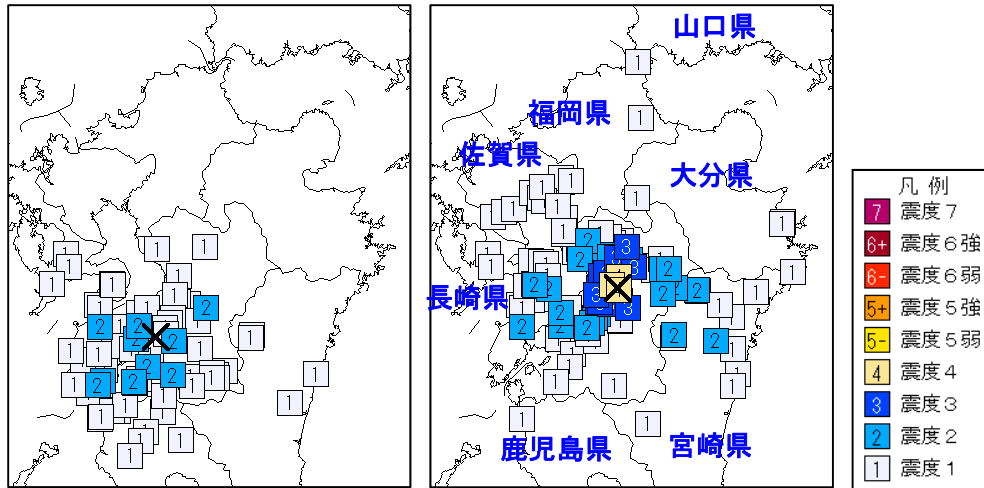 山口県
福岡県
佐賀県
大分県
長崎県
鹿児島県
宮崎県
凡 例
7 震度７
6+ 震度６強
6- 震度６弱
5+ 震度５強
5- 震度５弱
4 震度４
3 震度３
2 震度２
1 震度１